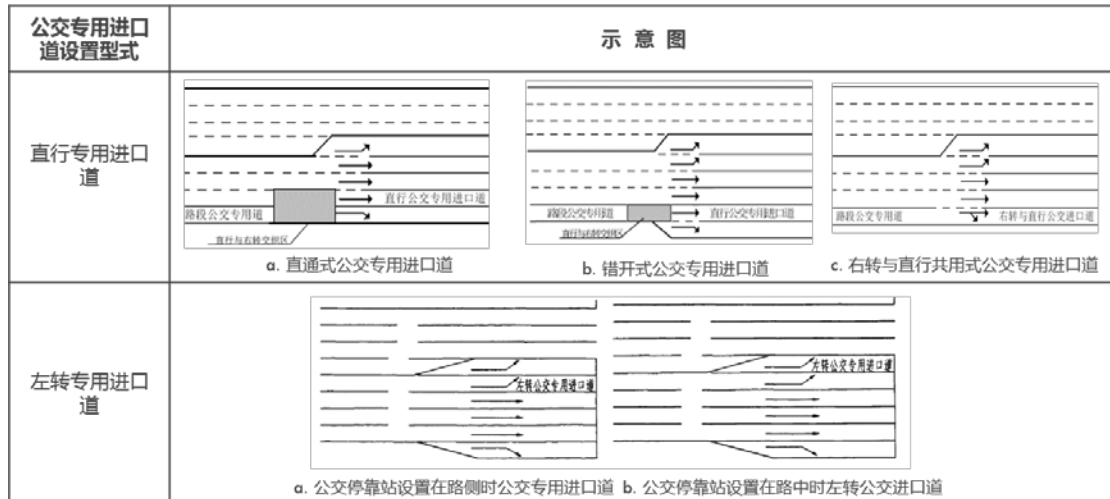 公交专用进口
道设置型式
示 意 图
直行专用进口
道
直行公交专用进口道
路段公交专用道
直行与右转交织区
a. 直通式公交专用进口道
路段公交专用道
直行公交专用进口道
直行与右转交织区
b. 错开式公交专用进口道
路段公交专用道
右转与直行公交进口道
c. 右转与直行共用式公交专用进口道
左转专用进口
道
左转公交专用进口道
左转公交专用进口道
a. 公交停靠站设置在路侧时公交专用进口道
b. 公交停靠站设置在路中时左转公交进口道